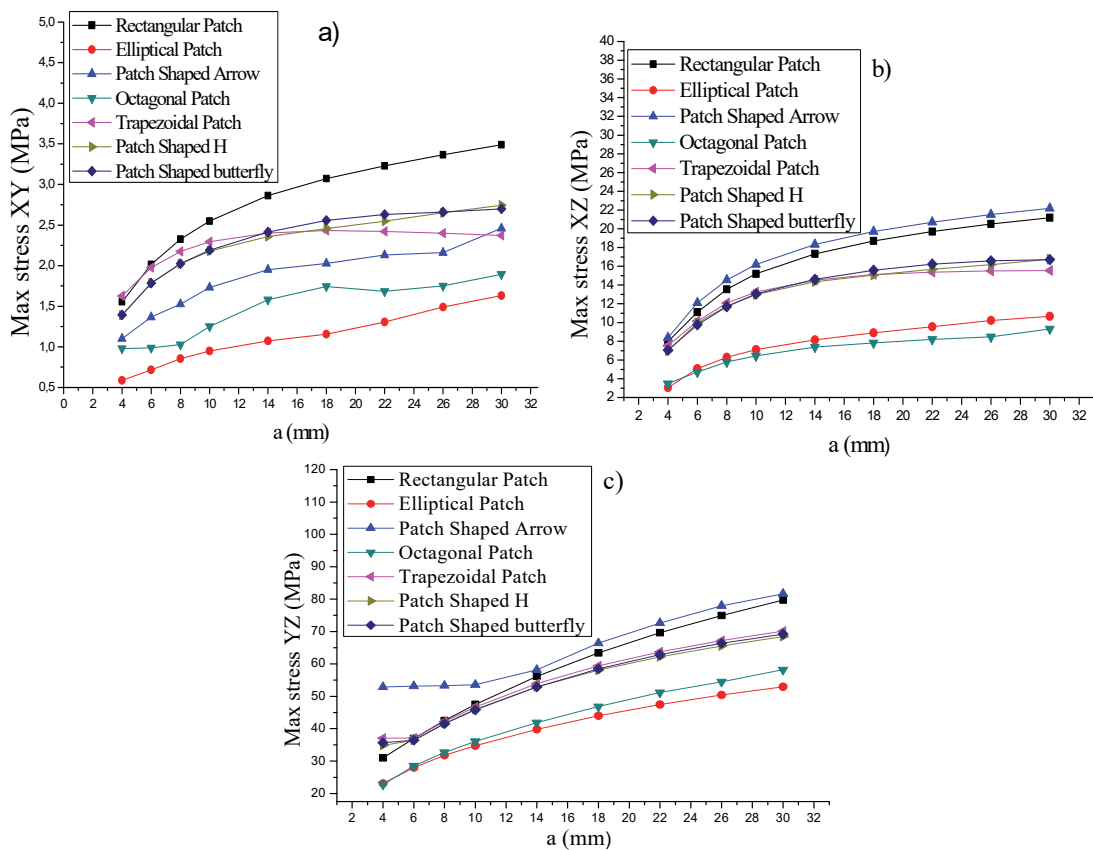 a)
Rectangular Patch
Elliptical Patch
Patch Shaped Arrow
Octagonal Patch
Trapezoidal Patch
Patch Shaped H
Patch Shaped butterfly
Max stress XY (MPa)
5,0
4,5
4,0
3,5
3,0
2,5
2,0
1,5
1,0
0,5
0 2 4 6 8 10 12 14 16 18 20 22 24 26 28 30 32
a (mm)
b)
Rectangular Patch
Elliptical Patch
Patch Shaped Arrow
Octagonal Patch
Trapezoidal Patch
Patch Shaped H
Patch Shaped butterfly
Max stress XZ (MPa)
40
38
36
34
32
30
28
26
24
22
20
18
16
14
12
10
8
6
4
2
2 4 6 8 10 12 14 16 18 20 22 24 26 28 30 32
a (mm)
c)
Rectangular Patch
Elliptical Patch
Patch Shaped Arrow
Octagonal Patch
Trapezoidal Patch
Patch Shaped H
Patch Shaped butterfly
Max stress YZ (MPa)
120
110
100
90
80
70
60
50
40
30
20
2 4 6 8 10 12 14 16 18 20 22 24 26 28 30 32
a (mm)